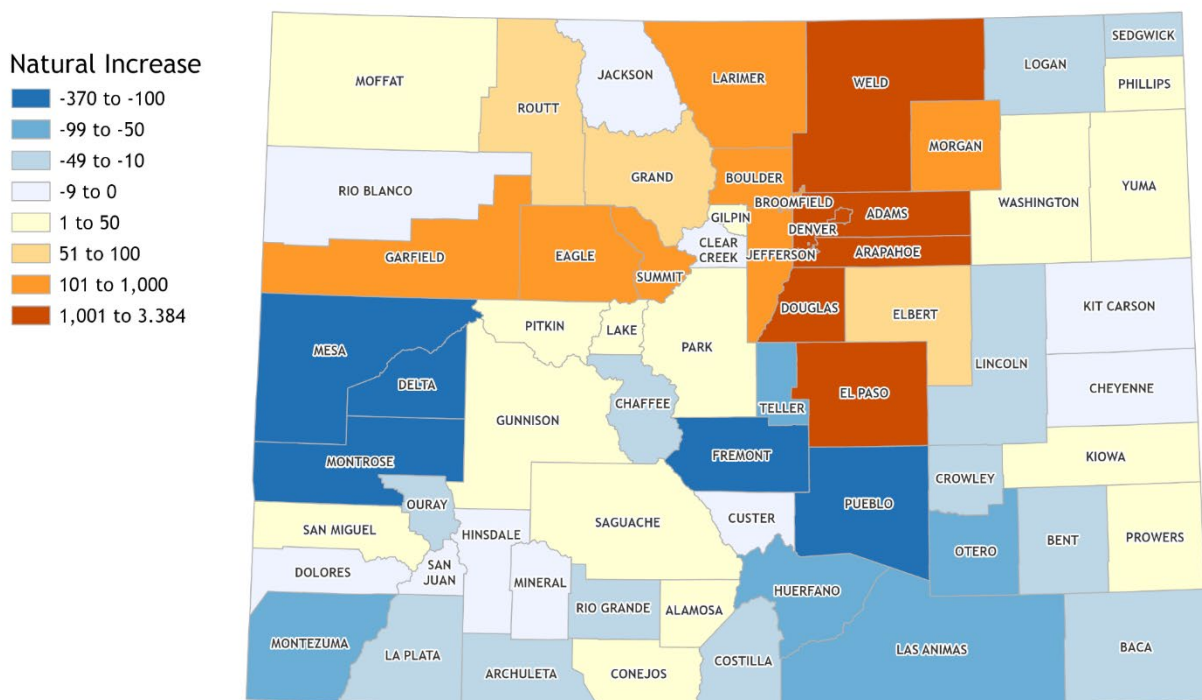 Natural Increase
-370 to -100
-99 to -50
-49 to -10
-9 to 0
1 to 50
51 to 100
101 to 1,000
1,001 to 3.384
MOFFAT
ROUTT
JACKSON
LARIMER
WELD
LOGAN
SEDGWICK
PHILLIPS
RIO BLANCO
GRAND
BOULDER
MORGAN
WASHINGTON
YUMA
BROOMFIELD
GARFIELD
EAGLE
SUMMIT
GILPIN
CLEAR
CREEK
JEFFERSON
DENVER
ADAMS
ARAPAHOE
MESA
DELTA
PITKIN
LAKE
PARK
DOUGLAS
ELBERT
KIT CARSON
LINCOLN
CHEYENNE
GUNNISON
CHAFFEE
TELLER
EL PASO
MONTROSE
FREMONT
KIOWA
CROWLEY
OURAY
PUEBLO
SAN MIGUEL
HINSDALE
SAGUACHE
CUSTER
OTERO
BENT
PROWERS
DOLORES
SAN
JUAN
MINERAL
RIO GRANDE
ALAMOSA
HUERFANO
MONTEZUMA
LA PLATA
ARCHULETA
CONEJOS
COSTILLA
LAS ANIMAS
BACA